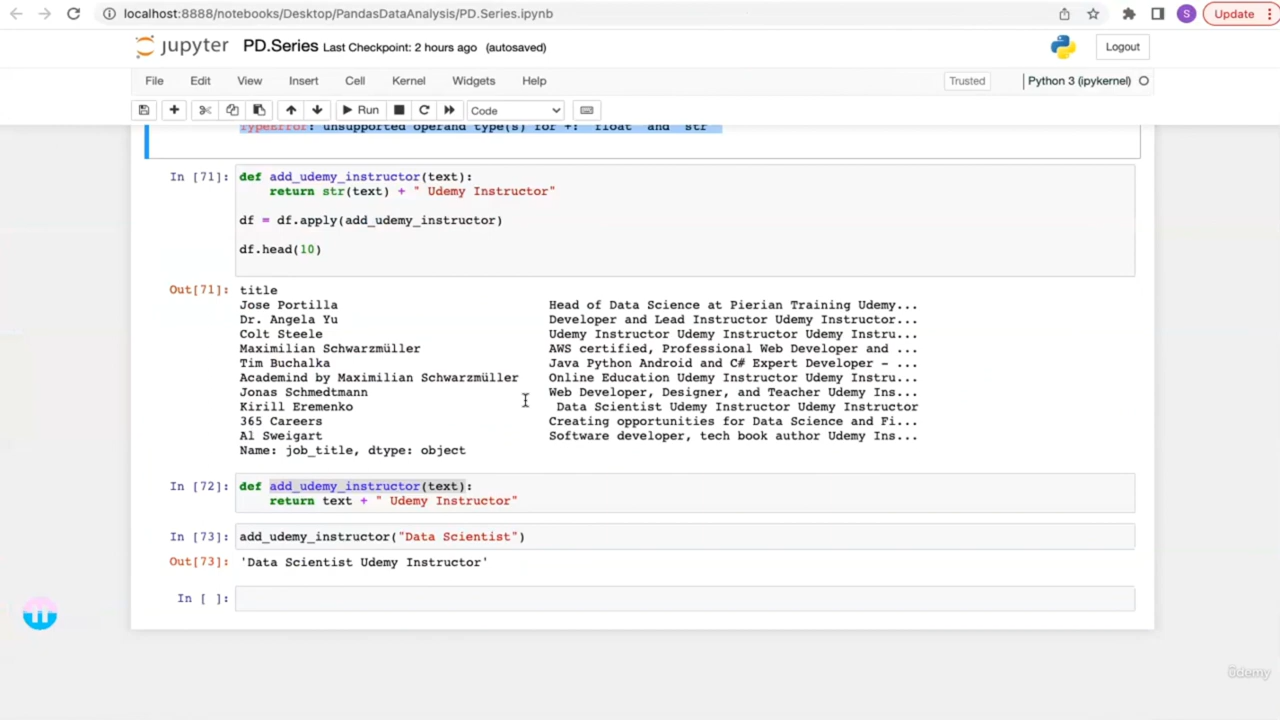 localhost:8888/notebooks/Desktop/PandasDataAnalysis/PD.Series.ipynb
S
Update
jupyter PD.Series Last Checkpoint: 2 hours ago (autosaved)
Logout
File Edit View Insert Cell Kernel Widgets Help
Trusted
Python 3 (ipykernel)
Run
Code
TypeError: unsupported operand type(s) for +: 'float' and 'str'
In [71]: def add_udemy_instructor(text):
return str(text) + " Udemy Instructor"
df = df.apply(add_udemy_instructor)
df.head(10)
Out[71]: title
Jose Portilla Head of Data Science at Pierian Training Udemy...
Dr. Angela Yu Developer and Lead Instructor Udemy Instructor...
Colt Steele Udemy Instructor Udemy Instructor Udemy Instru...
Maximilian Schwarzmüller AWS certified, Professional Web Developer and ...
Tim Buchalka Java Python Android and C# Expert Developer - ...
Academind by Maximilian Schwarzmüller Online Education Udemy Instructor Udemy Instru...
Jonas Schmedtmann Web Developer, Designer, and Teacher Udemy Ins...
Kirill Eremenko Data Scientist Udemy Instructor Udemy Instructor
365 Careers Creating opportunities for Data Science and Fi...
Al Sweigart Software developer, tech book author Udemy Ins...
Name: job_title, dtype: object
In [72]: def add_udemy_instructor(text):
return text + " Udemy Instructor"
In [73]: add_udemy_instructor("Data Scientist")
Out[73]: 'Data Scientist Udemy Instructor'
In [ ]:
ûdemy